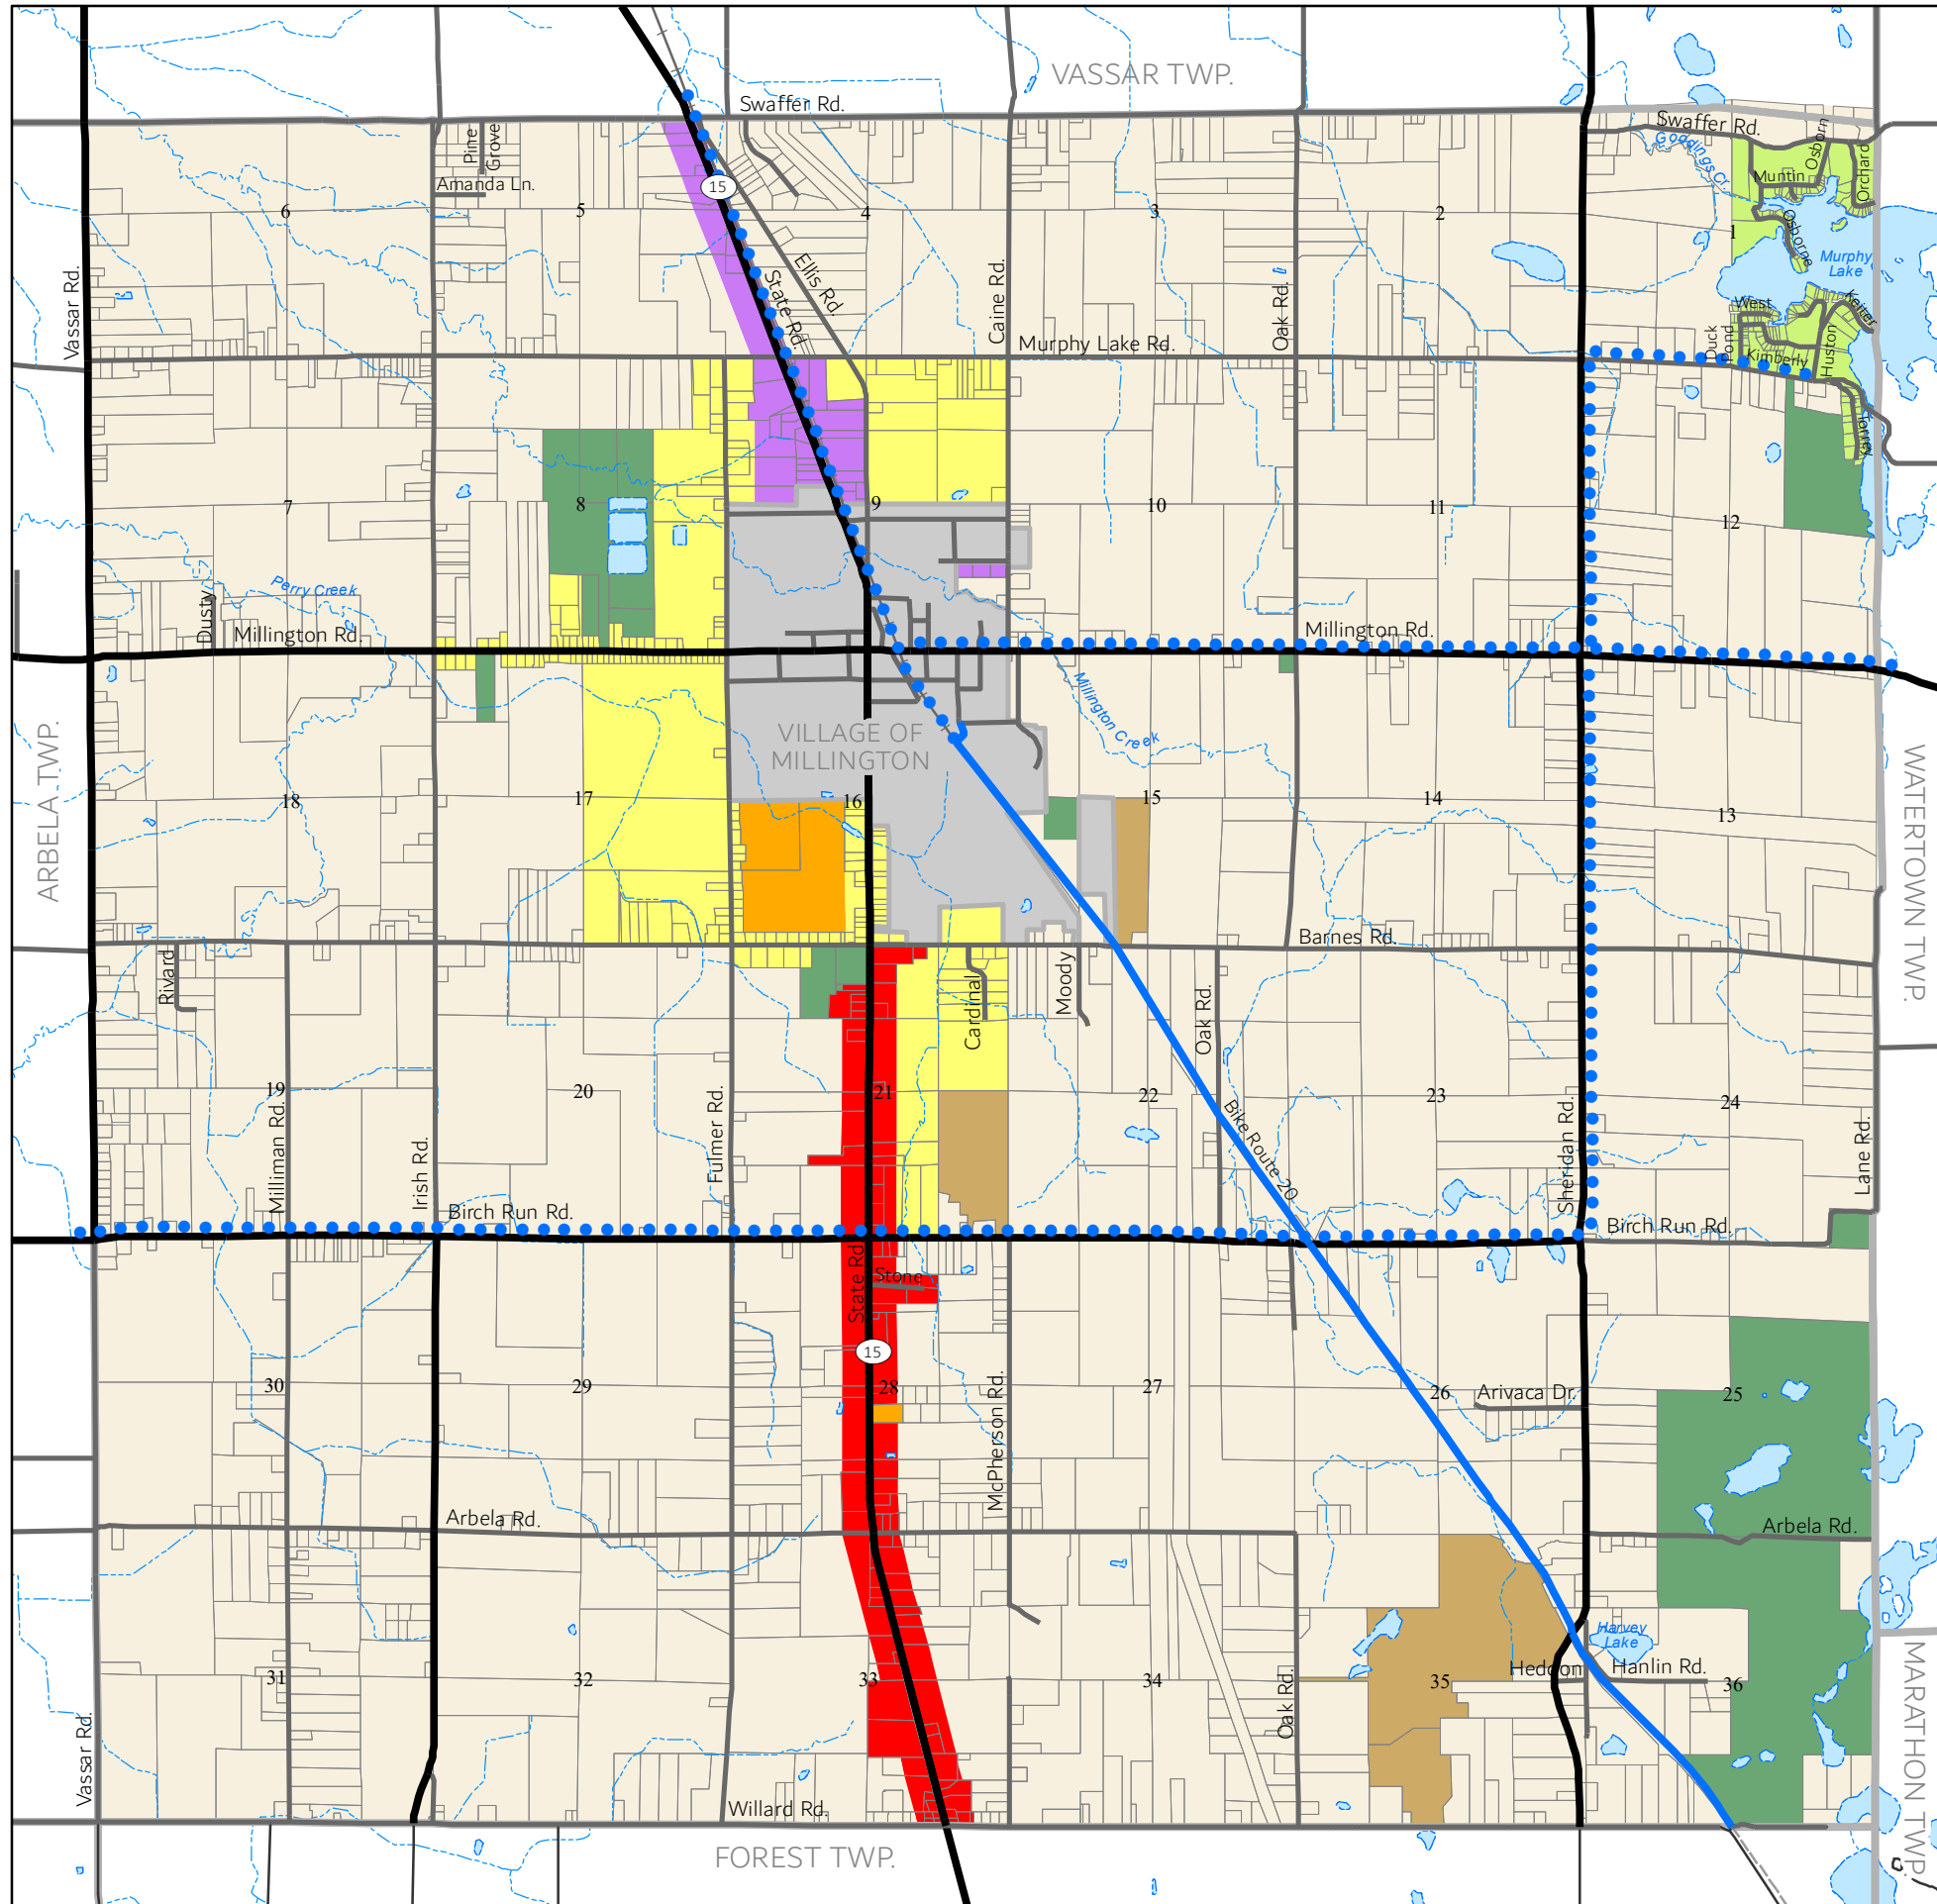 VASSAR TWP.
Swaffer Rd.
Pine
Grove
Amanda Ln.
15
Swaffer Rd.
Goodings Cr.
Osborn
Orchard
Muntin
Osborne
6
5
4
3
2
1
Murphy
Lake
Vassar Rd.
State Rd.
Ellis Rd.
Caine Rd.
Oak Rd.
Murphy Lake Rd.
West
Keiter
Duck
Pond
Kimberly
Huston
Torrey
7
8
9
10
11
12
Perry Creek
Dusty
Millington Rd.
Millington Rd.
Millington Creek
ARBELA TWP.
VILLAGE OF
MILLINGTON
WATERTOWN TWP.
18
17
16
15
14
13
Barnes Rd.
Rivard
Cardinal
Moody
Oak Rd.
19
20
21
22
23
24
Milliman Rd.
Irish Rd.
Fulmer Rd.
Bike Route 20
Sheridan Rd.
Lane Rd.
Birch Run Rd.
Birch Run Rd.
State Rd.
Stone
15
30
29
28
27
26
25
Arivaca Dr.
McPherson Rd.
Arbela Rd.
Arbela Rd.
Harvey
Lake
Heddon
Hanlin Rd.
31
32
33
34
35
36
Vassar Rd.
Oak Rd.
Willard Rd.
FOREST TWP.
MARATHON TWP.